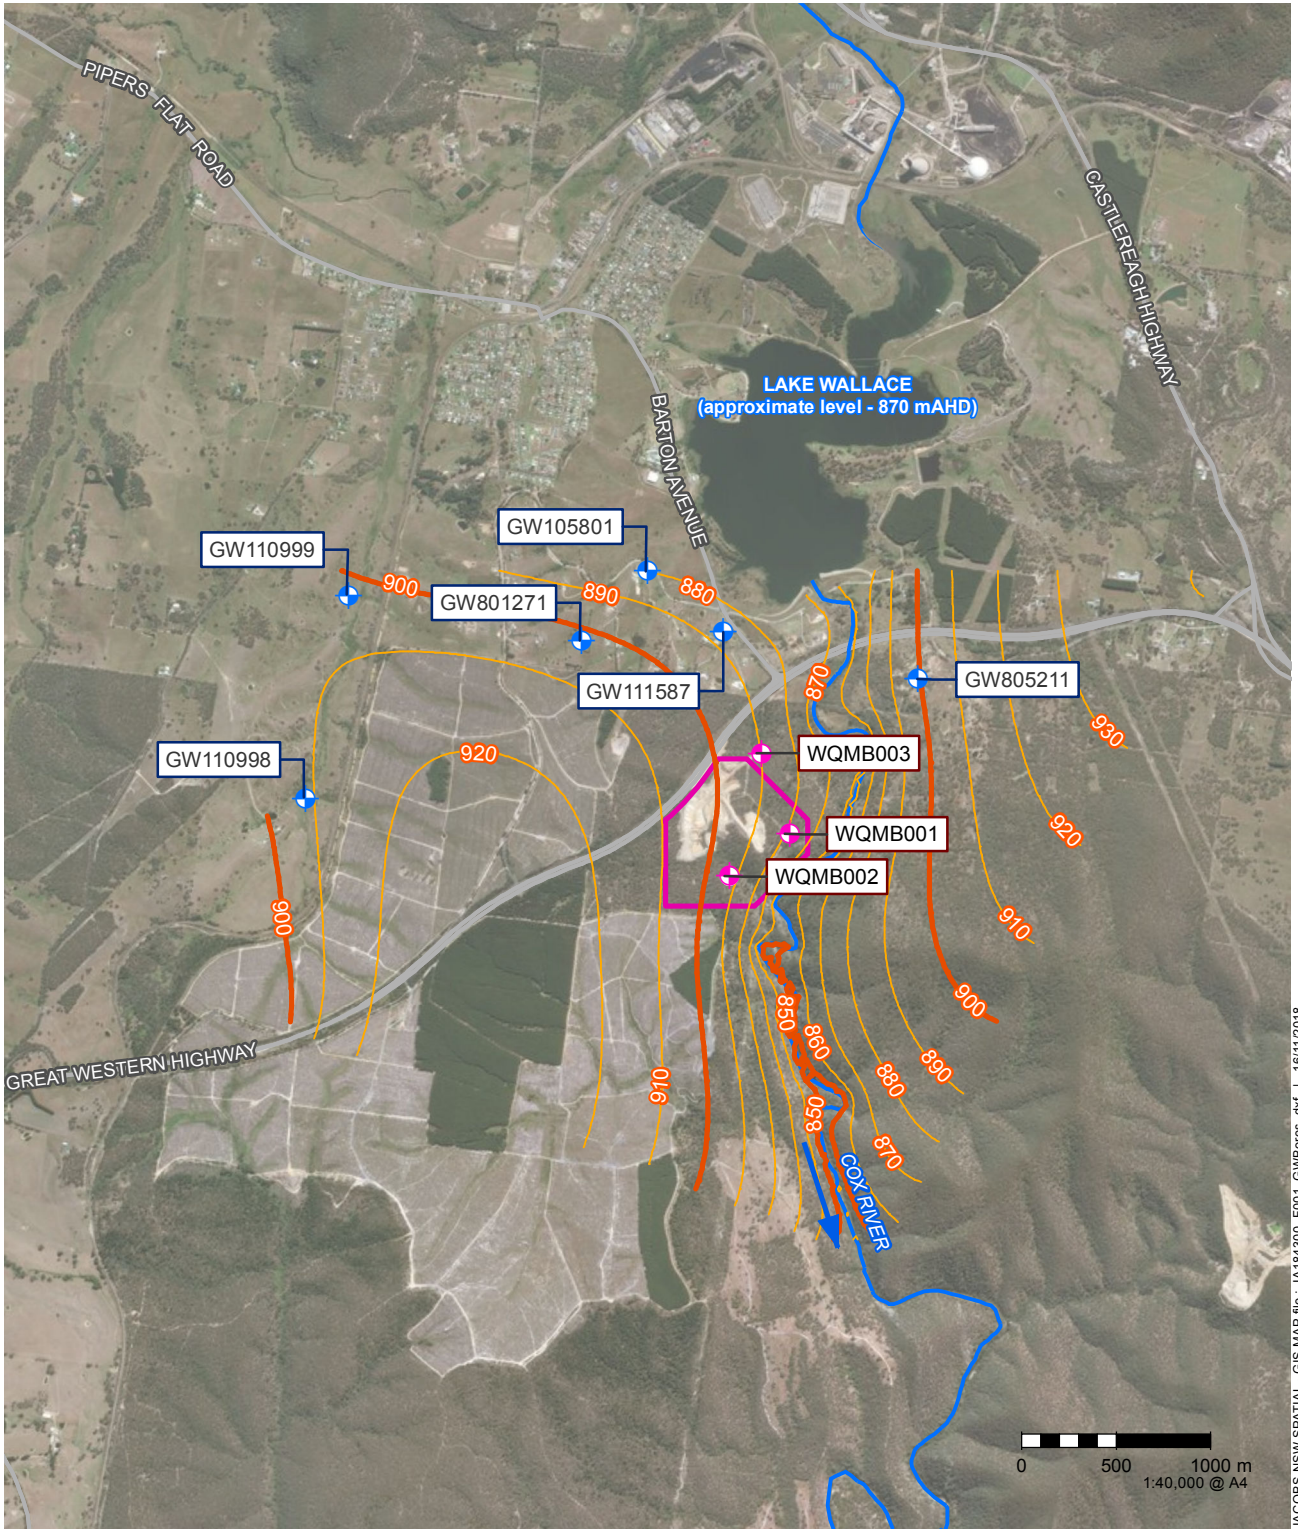 PIPERS FLAT ROAD
CASTLEREAGH HIGHWAY
LAKE WALLACE
(approximate level - 870 mAHD)
BARTON AVENUE
GW105801
GW110999
900
890
880
GW801271
870
GW805211
GW111587
930
WQMB003
920
GW110998
920
WQMB001
WQMB002
900
910
900
850
860
GREAT WESTERN HIGHWAY
890
880
910
850
870
COX RIVER
0 500 1000 m
1:40,000 @ A4